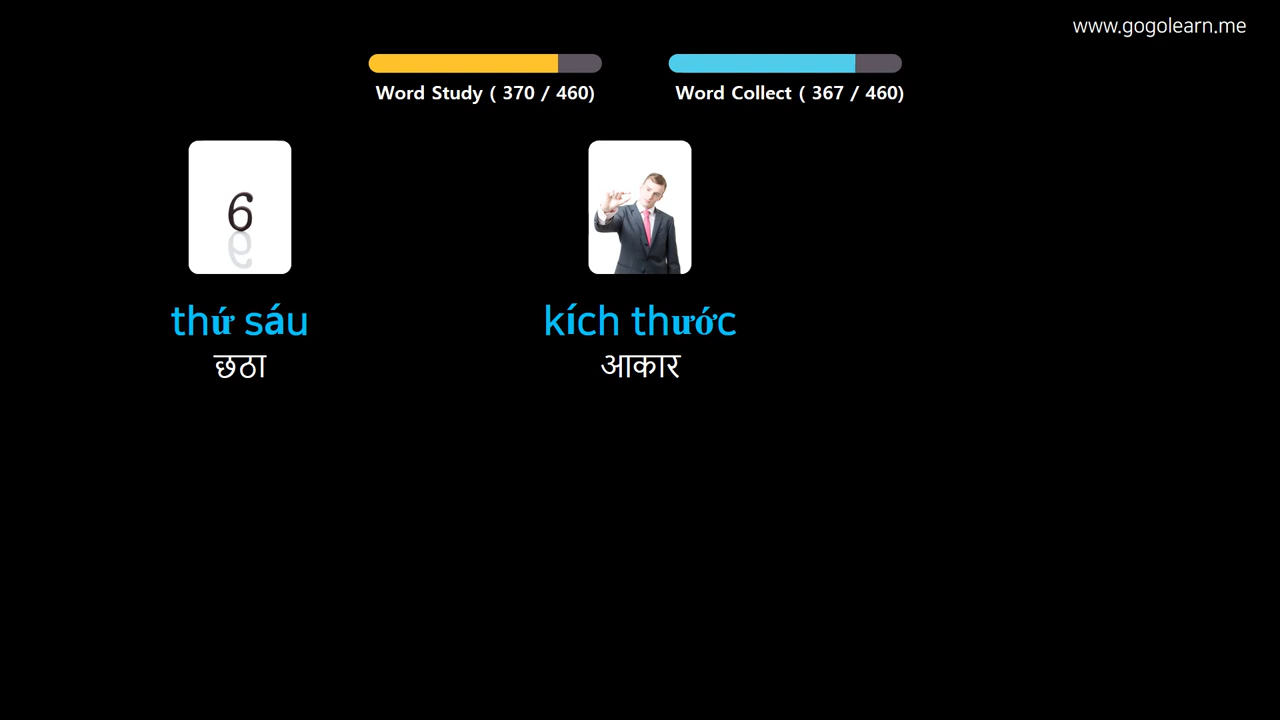 www.gogolearn.me
Word Study ( 370 / 460)
Word Collect ( 367 / 460)
6
thứ sáu
छठा
kích thước
आकार